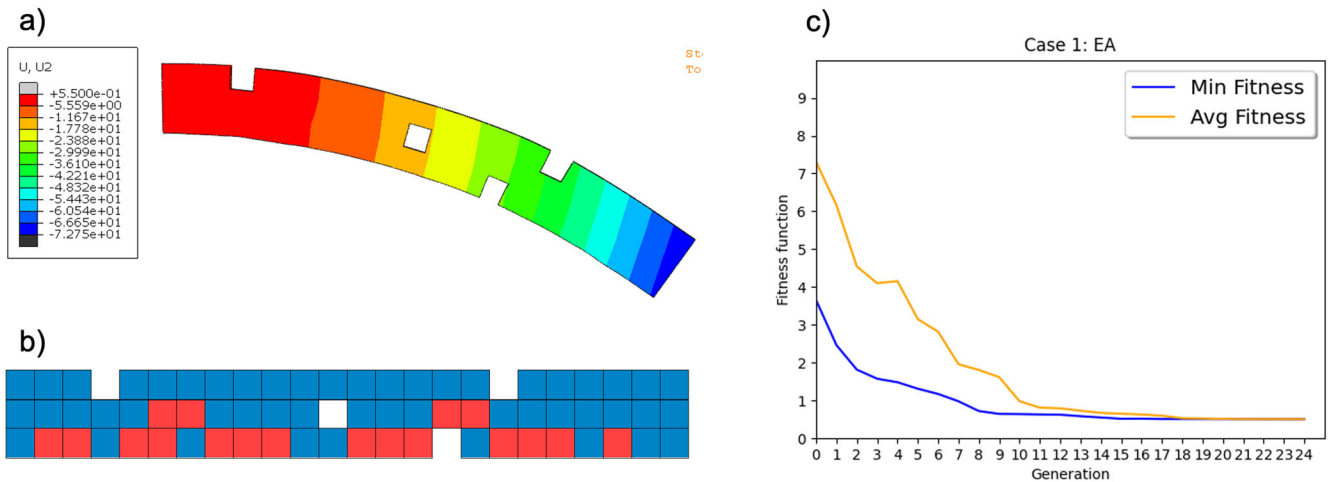 a)
U, U2
+5.500e-01
-5.559e+00
-1.167e+01
-1.778e+01
-2.388e+01
-2.999e+01
-3.610e+01
-4.221e+01
-4.832e+01
-5.443e+01
-6.054e+01
-6.665e+01
-7.275e+01
St
To
b)
c)
Case 1: EA
Min Fitness
Avg Fitness
Fitness function
9
8
7
6
5
4
3
2
1
0
0 1 2 3 4 5 6 7 8 9 10 11 12 13 14 15 16 17 18 19 20 21 22 23 24
Generation